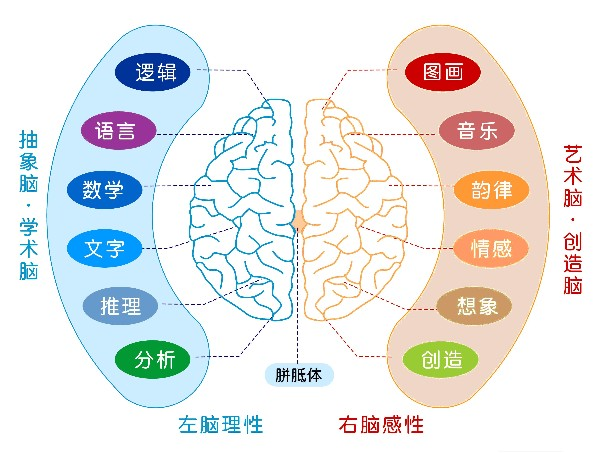 逻辑
语言
数学
文字
推理
分析
抽象脑·学术脑
左脑理性
图画
音乐
韵律
情感
想象
创造
艺术脑·创造脑
右脑感性
胼胝体